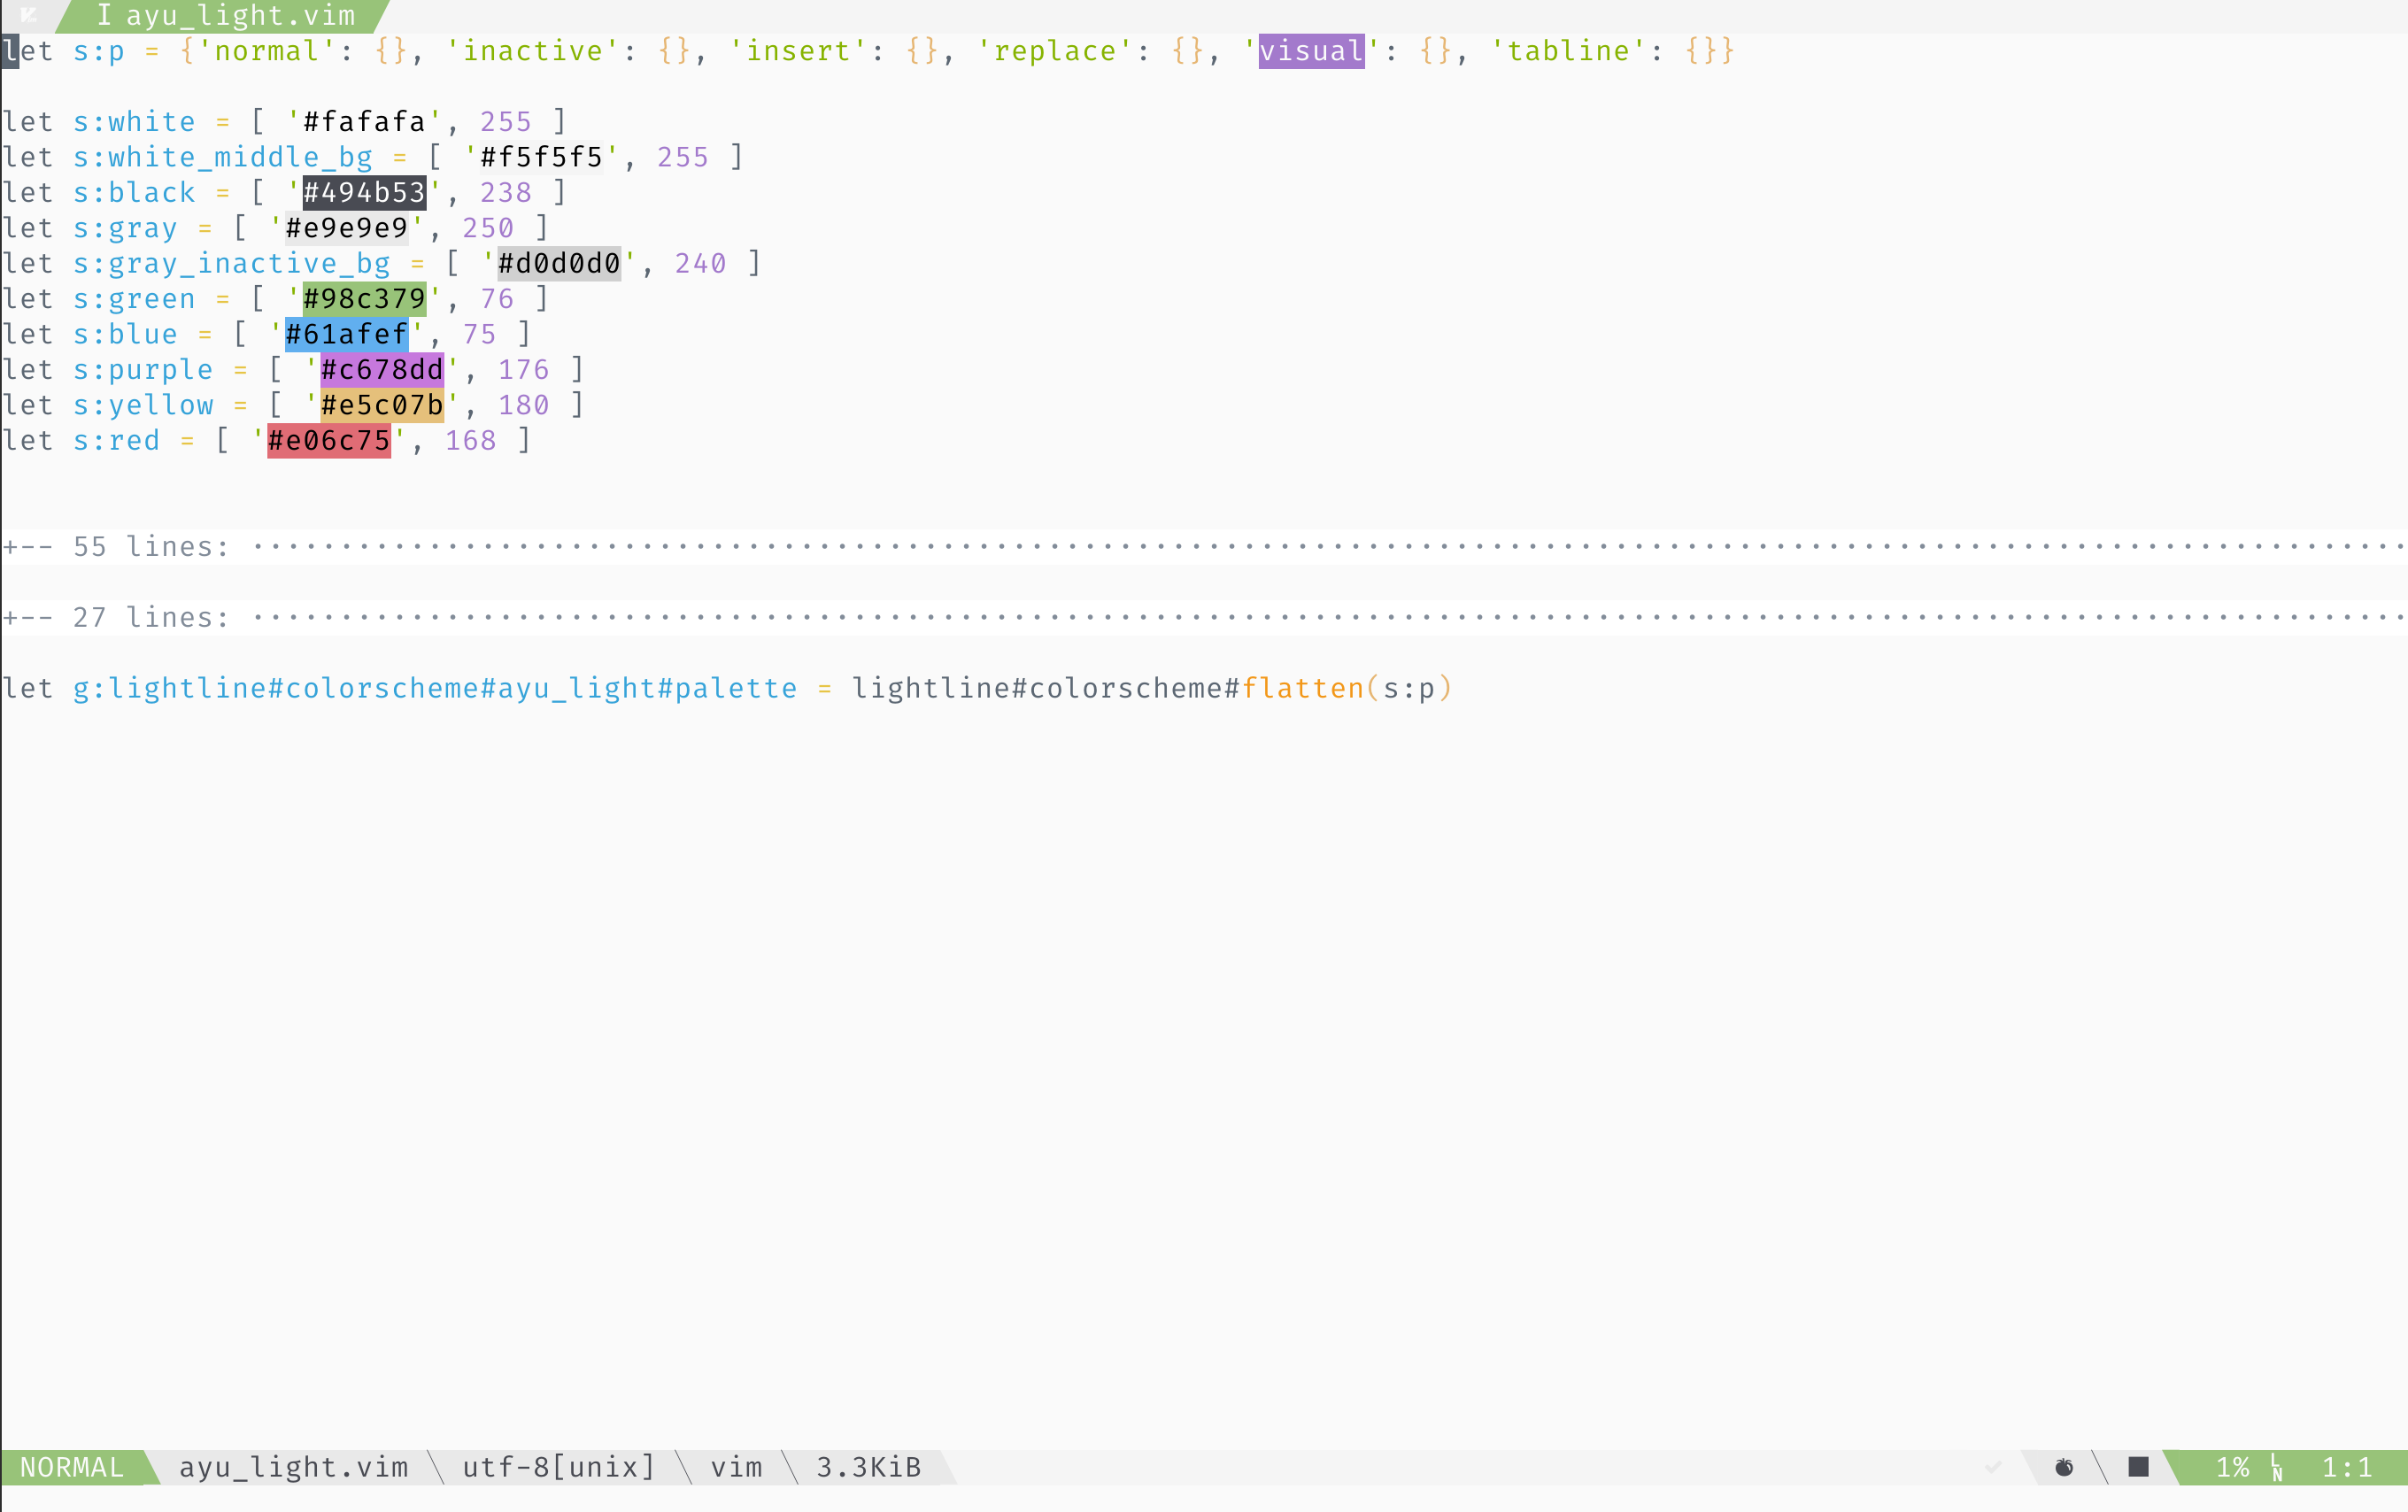 I ayu_light.vim
let s:p = {'normal': {}, 'inactive': {}, 'insert': {}, 'replace': {}, 'visual': {}, 'tabline': {}}
let s:white = [ '#fafafa', 255 ]
let s:white_middle_bg = [ '#f5f5f5', 255 ]
let s:black = [ '#494b53', 238 ]
let s:gray = [ '#e9e9e9', 250 ]
let s:gray_inactive_bg = [ '#d0d0d0', 240 ]
let s:green = [ '#98c379', 76 ]
let s:blue = [ '#61afef', 75 ]
let s:purple = [ '#c678dd', 176 ]
let s:yellow = [ '#e5c07b', 180 ]
let s:red = [ '#e06c75', 168 ]
+-- 55 lines: ··························································································································
+-- 27 lines: ··························································································································
let g:lightline#colorscheme#ayu_light#palette = lightline#colorscheme#flatten(s:p)
NORMAL ayu_light.vim utf-8[unix] vim 3.3KiB 1% LN 1:1